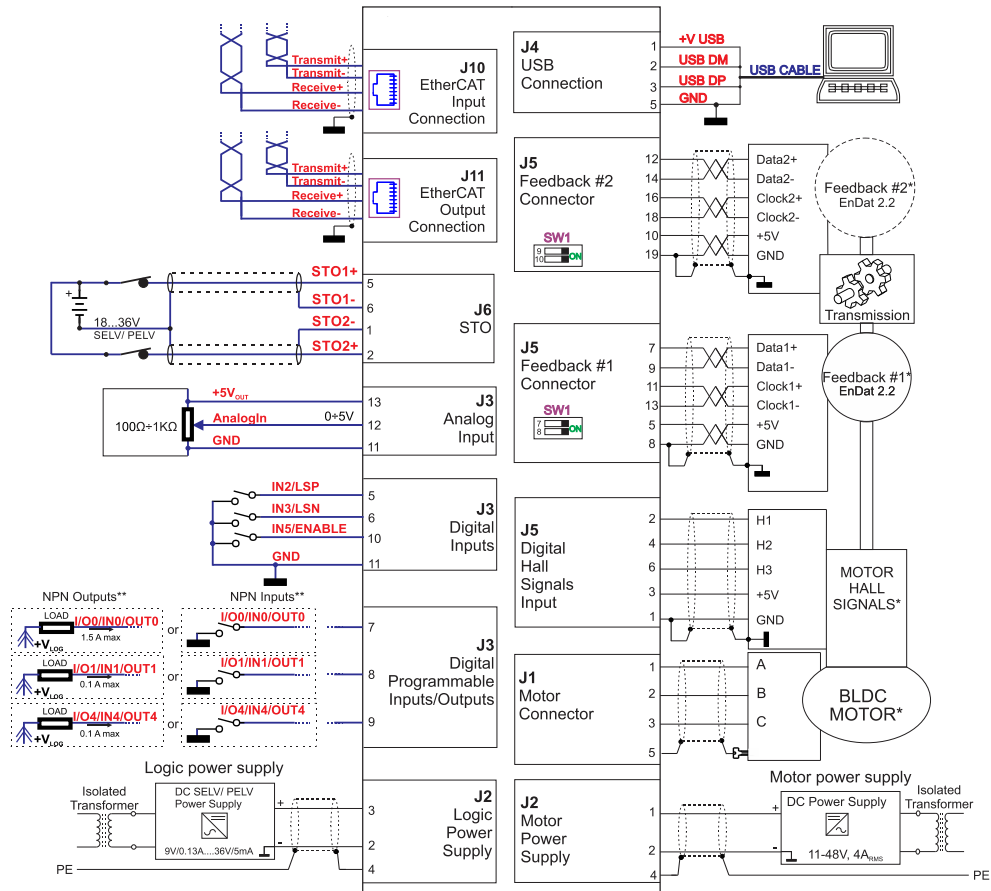 J10
EtherCAT
Input
Connection
Transmit+
Transmit-
Receive+
Receive-
J11
EtherCAT
Output
Connection
Transmit+
Transmit-
Receive+
Receive-
J6
STO
STO1+
5
STO1-
6
STO2-
1
STO2+
2
+
18...36V
SELV/ PELV
J3
Analog
Input
+5VOUT
13
AnalogIn
0÷5V
12
GND
11
100Ω÷1KΩ
J3
Digital
Inputs
IN2/LSP
5
IN3/LSN
6
IN5/ENABLE
10
GND
11
NPN Outputs**
NPN Inputs**
LOAD
I/O0/IN0/OUT0
1.5 A max
+VLOG
or
I/O0/IN0/OUT0
7
LOAD
I/O1/IN1/OUT1
0.1 A max
+VLOG
or
I/O1/IN1/OUT1
8
LOAD
I/O4/IN4/OUT4
0.1 A max
+VLOG
or
I/O4/IN4/OUT4
9
J3
Digital
Programmable
Inputs/Outputs
Logic power supply
Isolated
Transformer
DC SELV/ PELV
Power Supply
9V/0.13A....36V/5mA
+
-
PE
3
2
4
J2
Logic
Power
Supply
J4
USB
Connection
1
+V USB
2
USB DM
3
USB DP
5
GND
USB CABLE
J5
Feedback #2
Connector
SW1
9
10
ON
12
Data2+
14
Data2-
16
Clock2+
18
Clock2-
10
+5V
19
GND
Feedback #2*
EnDat 2.2
Transmission
J5
Feedback #1
Connector
SW1
7
8
ON
7
Data1+
9
Data1-
11
Clock1+
13
Clock1-
5
+5V
8
GND
Feedback #1*
EnDat 2.2
J5
Digital
Hall
Signals
Input
2
H1
4
H2
6
H3
3
+5V
1
GND
MOTOR
HALL
SIGNALS*
J1
Motor
Connector
1
A
2
B
3
C
5
BLDC
MOTOR*
J2
Motor
Power
Supply
1
2
4
Motor power supply
+
-
DC Power Supply
11-48V, 4ARMS
Isolated
Transformer
PE